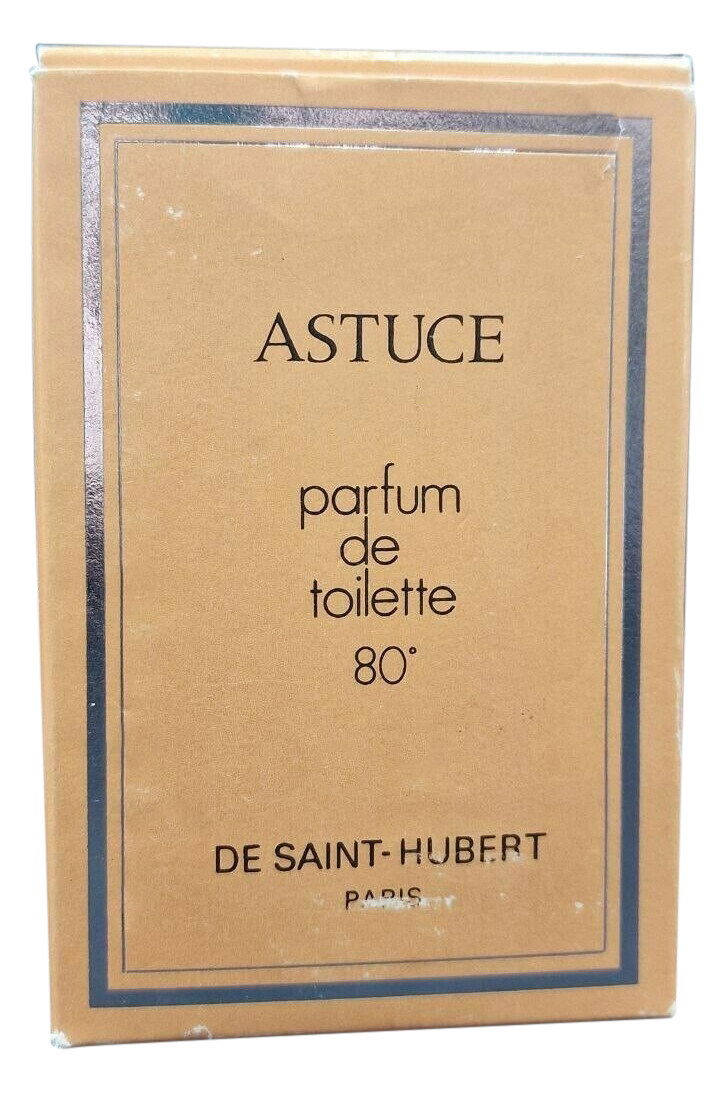 ASTUCE
parfum
de
toilette
80°
DE SAINT-HUBERT
PARIS